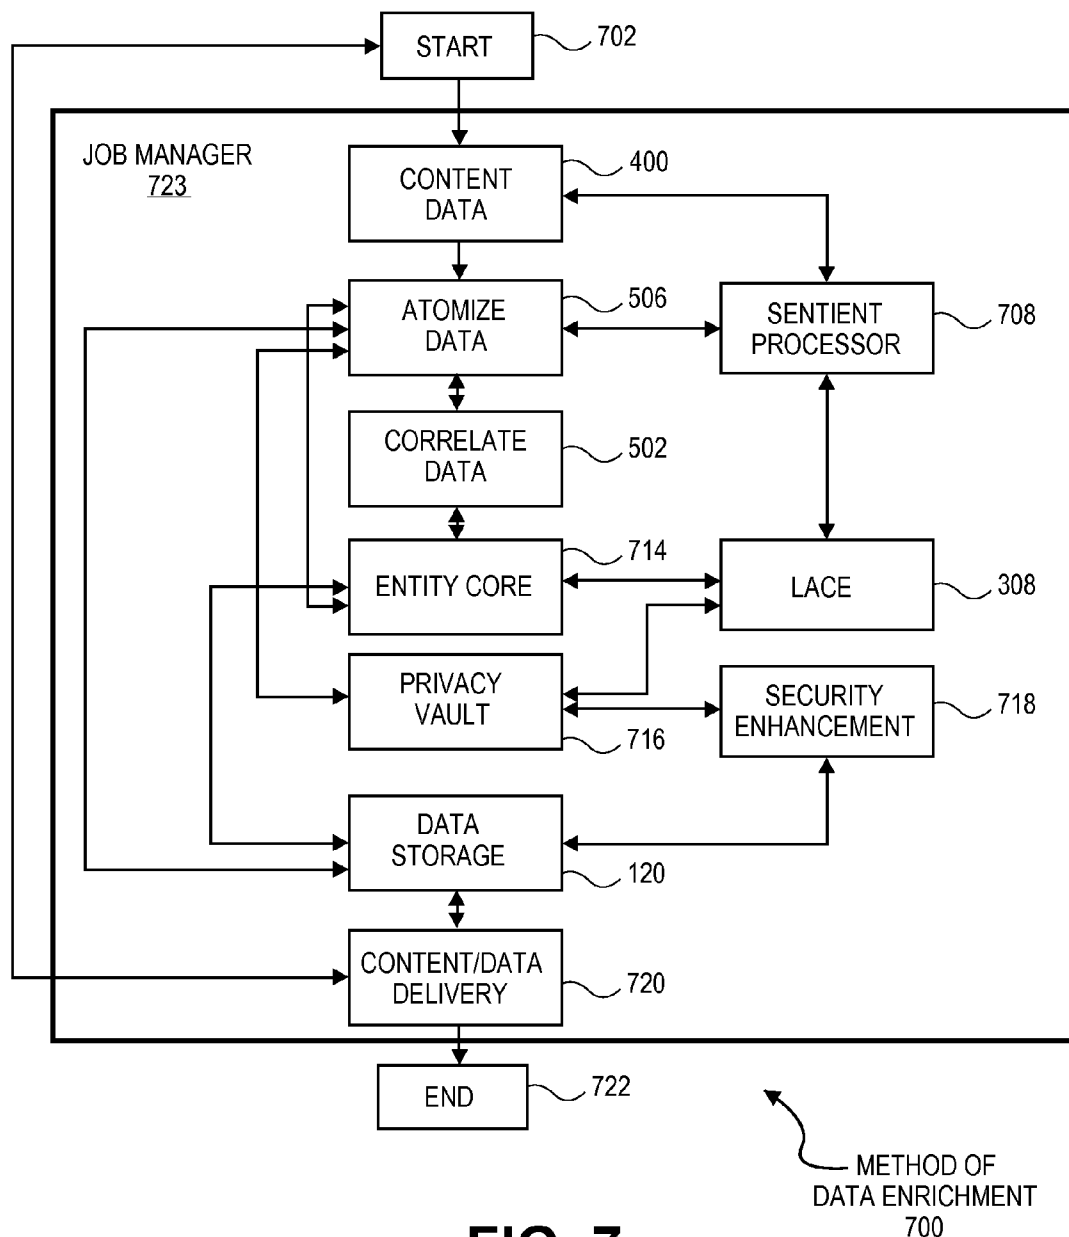 START
702
JOB MANAGER
723
CONTENT
DATA
400
ATOMIZE
DATA
506
SENTIENT
PROCESSOR
708
CORRELATE
DATA
502
ENTITY CORE
714
LACE
308
PRIVACY
VAULT
716
SECURITY
ENHANCEMENT
718
DATA
STORAGE
120
CONTENT/DATA
DELIVERY
720
END
722
METHOD OF
DATA ENRICHMENT
700
FIG. 7